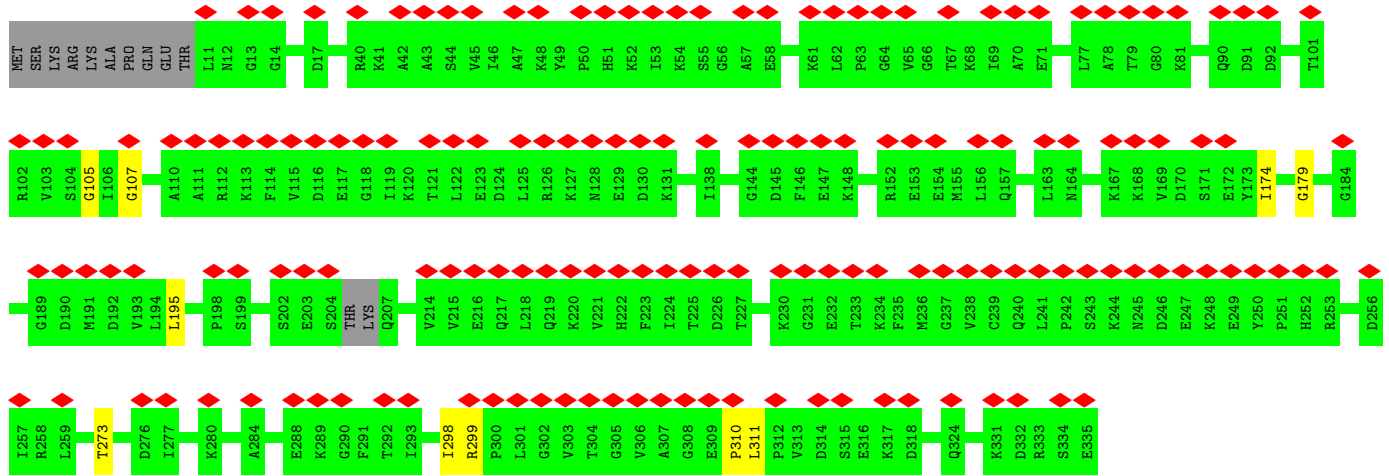 MET SER LYS ARG LYS ALA PRO GLN GLU THR L11 N12 G13 G14 D17 R40 K41 A42 A43 S44 V45 I46 A47 K48 Y49 P50 H51 K52 I53 K54 S55 G56 A57 E58 K61 L62 P63 G64 V65 G66 T67 K68 I69 A70 E71 L77 A78 T79 G80 K81 Q90 D91 D92 T101
R102 V103 S104 G105 I106 G107 A110 A111 R112 K113 F114 V115 D116 E117 G118 I119 K120 T121 L122 E123 D124 L125 R126 K127 N128 E129 D130 K131 I138 G144 D145 F146 E147 K148 R152 E153 E154 M155 L156 Q157 L163 N164 K167 K168 V169 D170 S171 E172 Y173 I174 G179 G184
G189 D190 M191 D192 V193 L194 L195 P198 S199 S202 E203 S204 THR LYS Q207 V214 V215 E216 Q217 L218 Q219 K220 V221 H222 F223 I224 T225 D226 T227 K230 G231 E232 T233 K234 F235 M236 G237 V238 C239 Q240 L241 P242 S243 K244 N245 D246 E247 K248 E249 Y250 P251 H252 R253 D256
I257 R258 L259 T273 D276 I277 K280 A284 E288 K289 G290 F291 T292 I293 I298 R299 P300 L301 G302 V303 T304 G305 V306 A307 G308 E309 P310 L311 P312 V313 D314 S315 E316 K317 D318 Q324 K331 D332 R333 S334 E335